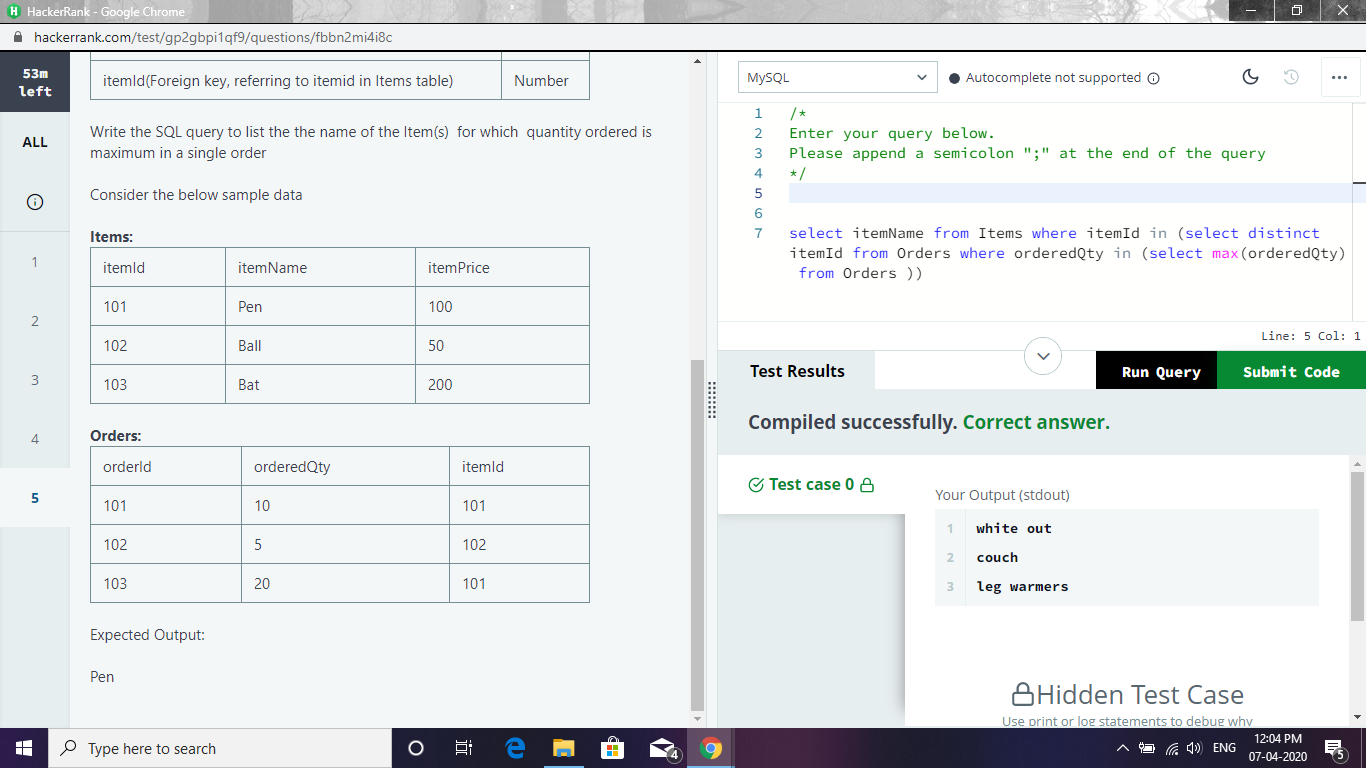 HackerRank - Google Chrome
hackerrank.com/test/gp2gbpi1qf9/questions/fbbn2mi4i8c
53m
left
ALL
1
2
3
4
5
itemId(Foreign key, referring to itemid in Items table) Number
Write the SQL query to list the the name of the Item(s) for which quantity ordered is
maximum in a single order
Consider the below sample data
Items:
itemId itemName itemPrice
101 Pen 100
102 Ball 50
103 Bat 200
Orders:
orderId orderedQty itemId
101 10 101
102 5 102
103 20 101
Expected Output:
Pen
MySQL
Autocomplete not supported
1 /*
2 Enter your query below.
3 Please append a semicolon ";" at the end of the query
4 */
5
6
7 select itemName from Items where itemId in (select distinct
itemId from Orders where orderedQty in (select max(orderedQty)
from Orders ))
Line: 5 Col: 1
Test Results
Run Query
Submit Code
Compiled successfully. Correct answer.
Test case 0
Your Output (stdout)
1 white out
2 couch
3 leg warmers
Hidden Test Case
Use print or log statements to debug why
Type here to search
4
ENG
12:04 PM
07-04-2020
5